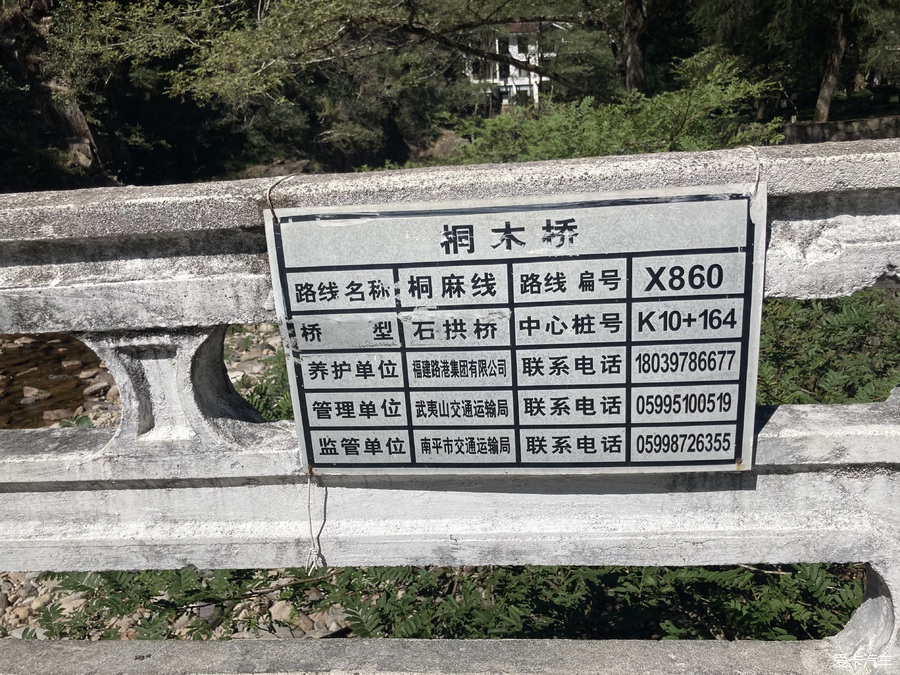 桐木桥
路线名称 桐麻线 路线扁号 X860
桥 型 石拱桥 中心桩号 K10+164
养护单位 福建路港集团有限公司 联系电话 18039786677
管理单位 武夷山交通运输局 联系电话 05995100519
监管单位 南平市交通运输局 联系电话 05998726355
爱卡汽车